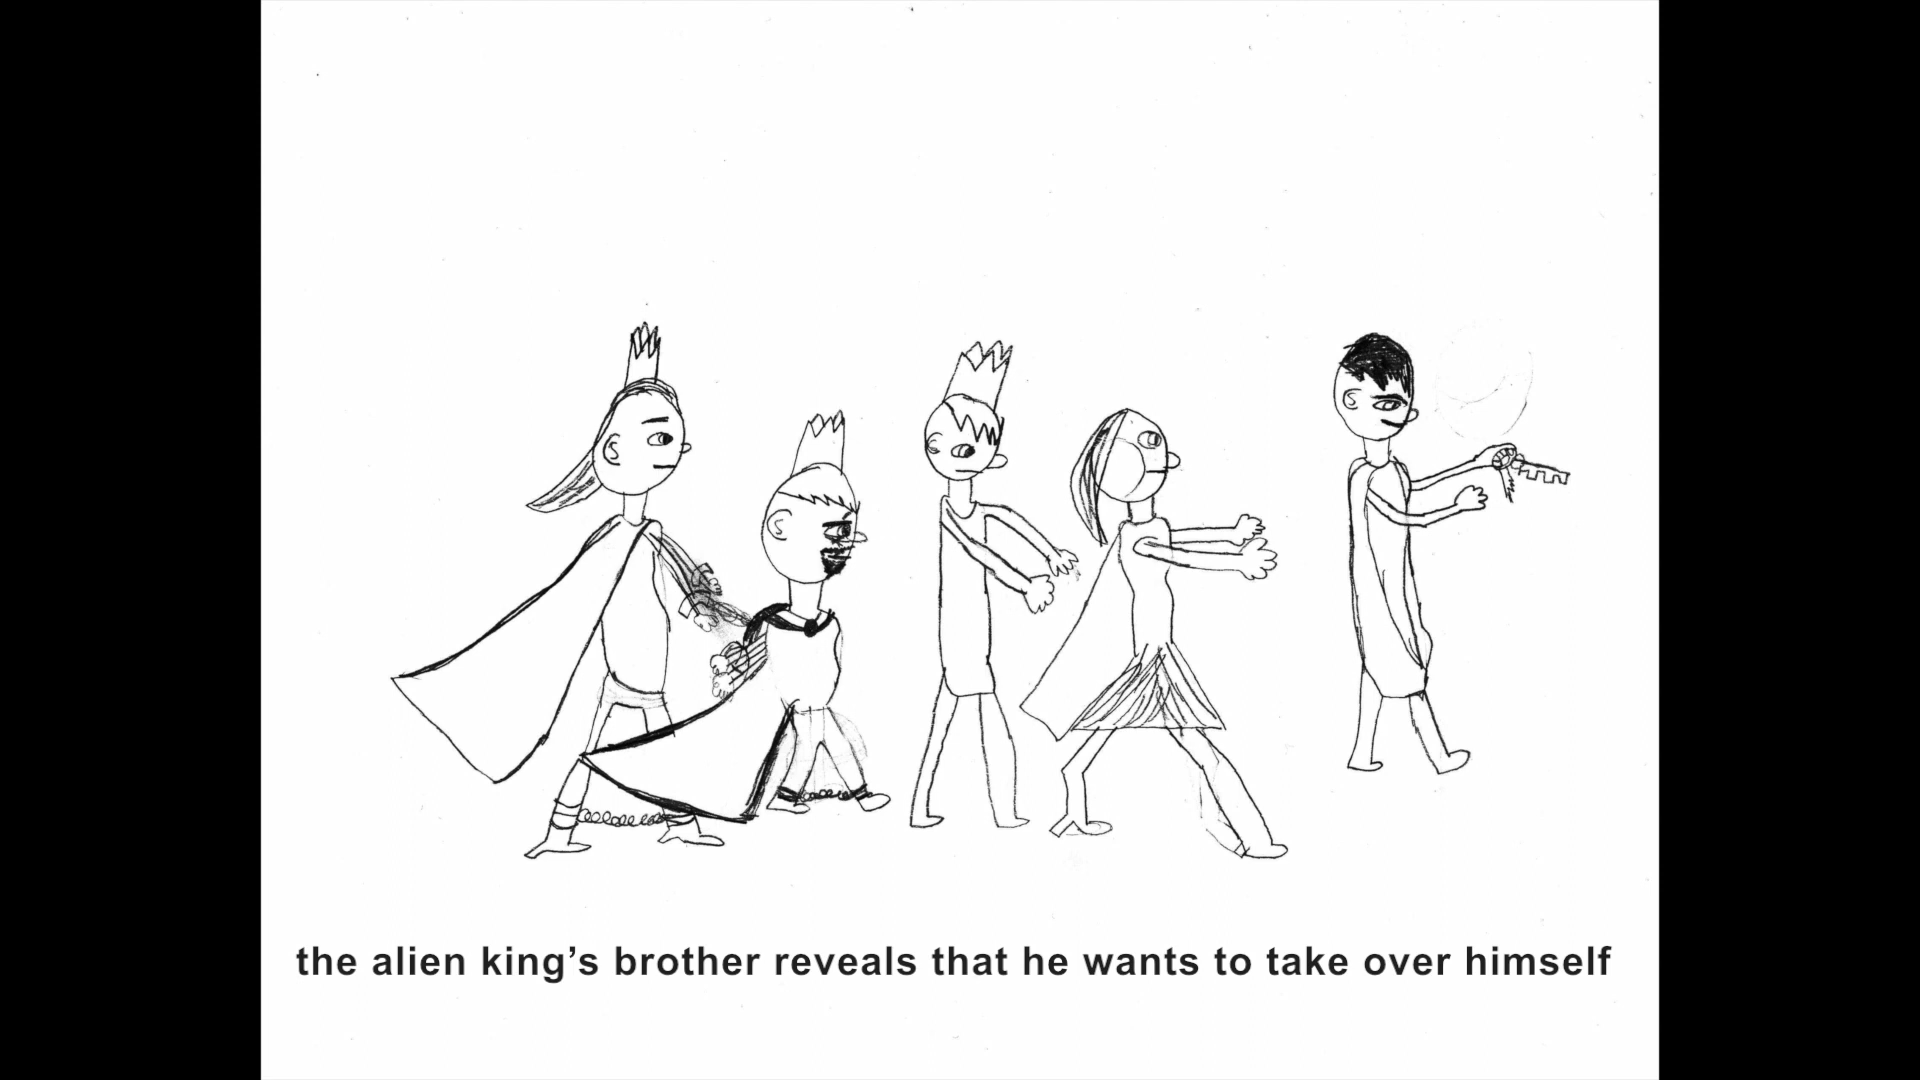 the alien king’s brother reveals that he wants to take over himself